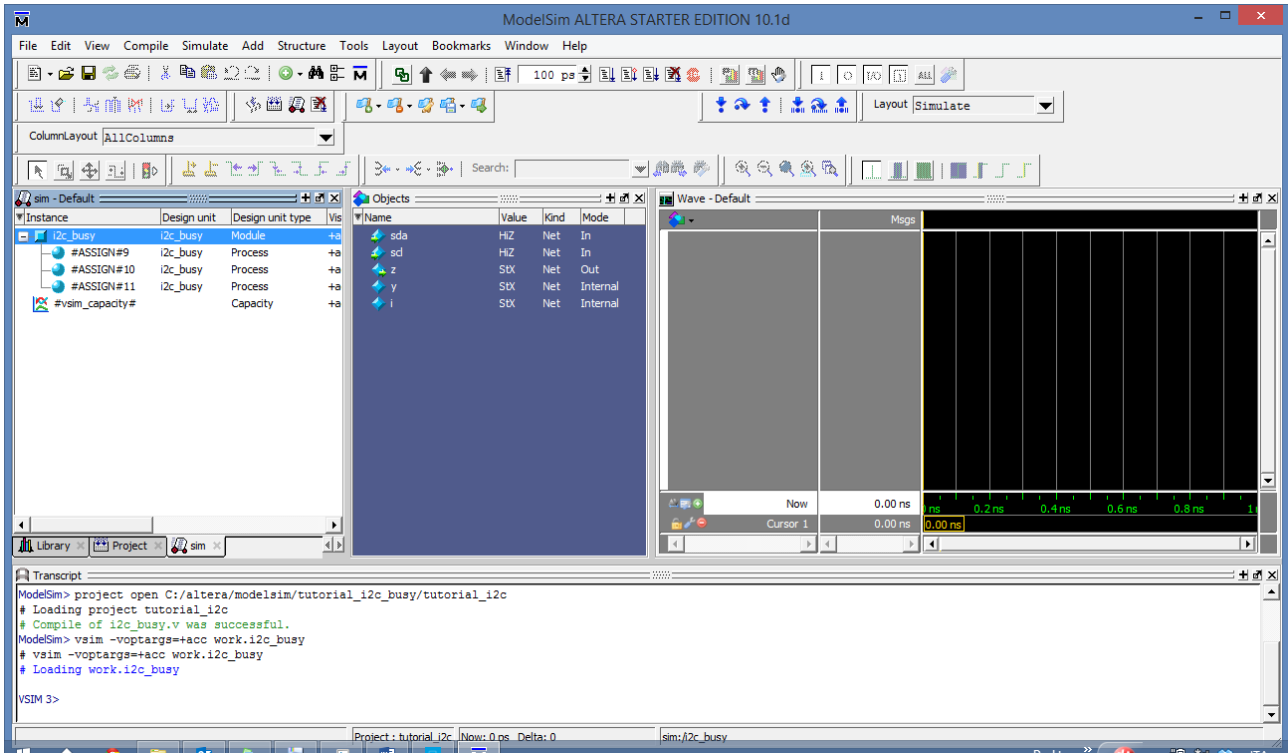 ModelSim ALTERA STARTER EDITION 10.1d
File Edit View Compile Simulate Add Structure Tools Layout Bookmarks Window Help
100 ps
Layout Simulate
ColumnLayout AllColumns
Search:
sim - Default
Instance Design unit Design unit type Vis
i2c_busy i2c_busy Module +a
#ASSIGN#9 i2c_busy Process +a
#ASSIGN#10 i2c_busy Process +a
#ASSIGN#11 i2c_busy Process +a
#vsim_capacity# Capacity +a
Library Project sim
Objects
Name Value Kind Mode
sda HiZ Net In
scl HiZ Net In
z StX Net Out
y StX Net Internal
i StX Net Internal
Wave - Default
Msgs
Now 0.00 ns
Cursor 1 0.00 ns
ns 0.2 ns 0.4 ns 0.6 ns 0.8 ns
0.00 ns
Transcript
ModelSim> project open C:/altera/modelsim/tutorial_i2c_busy/tutorial_i2c
# Loading project tutorial_i2c
# Compile of i2c_busy.v was successful.
ModelSim> vsim -voptargs=+acc work.i2c_busy
# vsim -voptargs=+acc work.i2c_busy
# Loading work.i2c_busy
VSIM 3>
Project : tutorial_i2c Now: 0 ps Delta: 0 sim:/i2c_busy